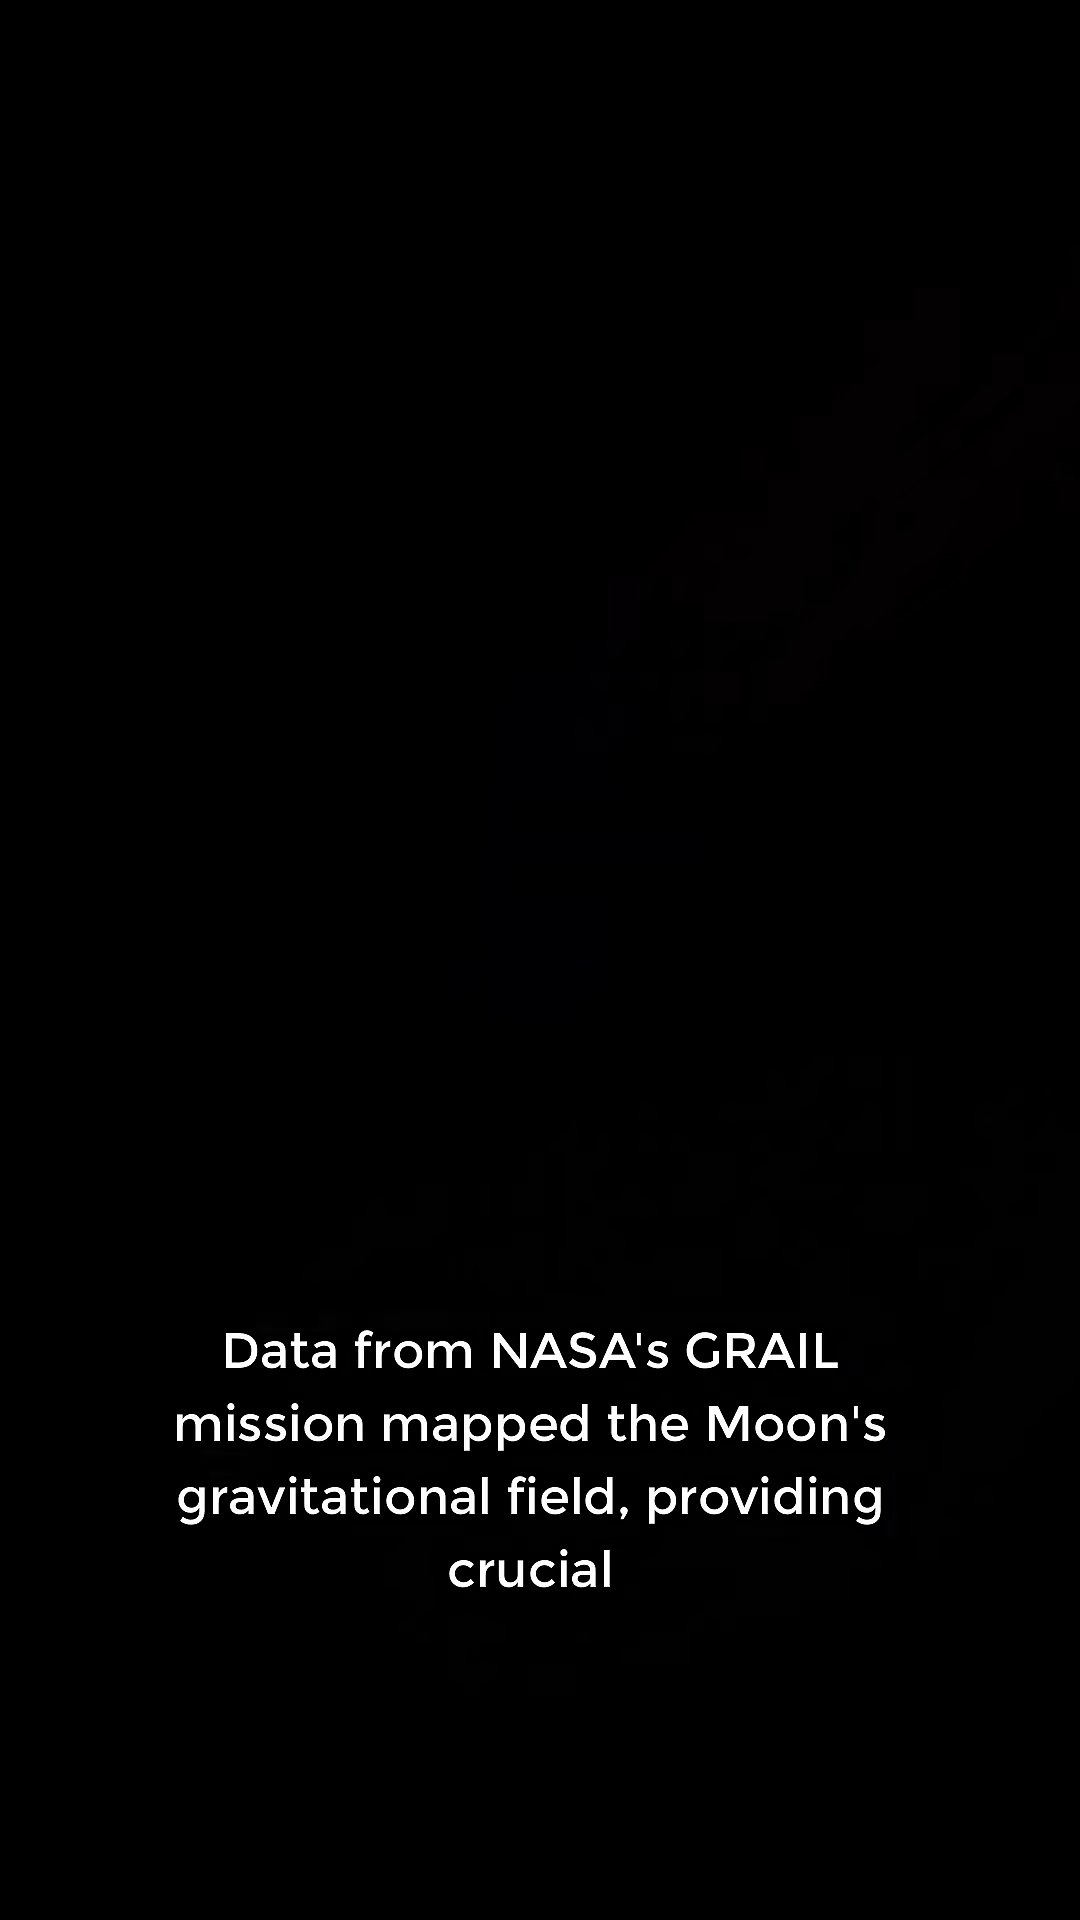 Data from NASA's GRAIL
mission mapped the Moon's
gravitational field, providing
crucial